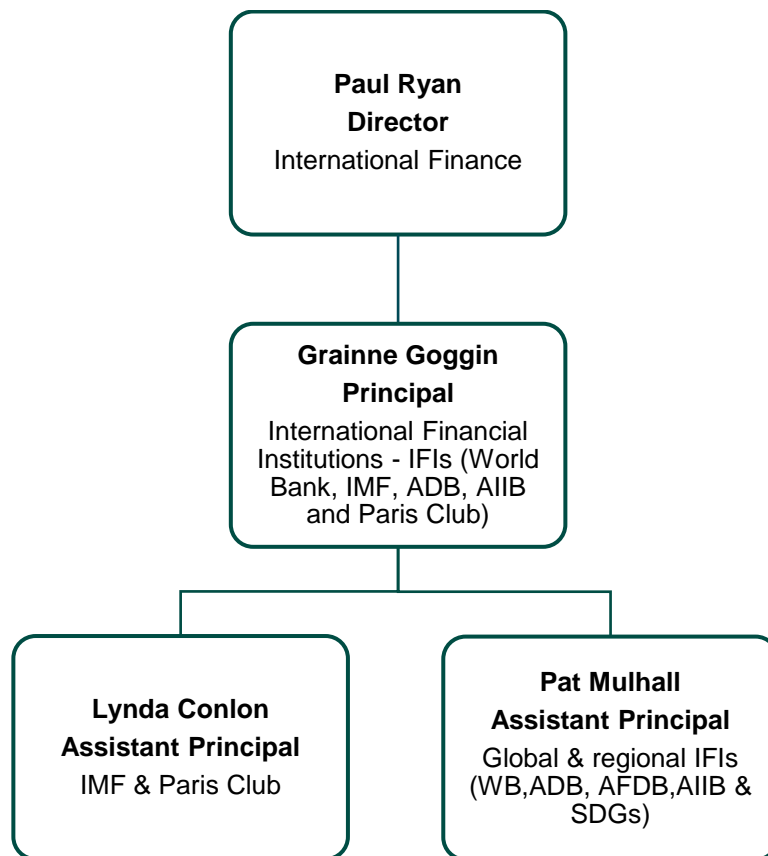 Paul Ryan
Director
International Finance
Grainne Goggin
Principal
International Financial
Institutions - IFIs (World
Bank, IMF, ADB, AIIB
and Paris Club)
Lynda Conlon
Assistant Principal
IMF & Paris Club
Pat Mulhall
Assistant Principal
Global & regional IFIs
(WB,ADB, AFDB,AIIB &
SDGs)